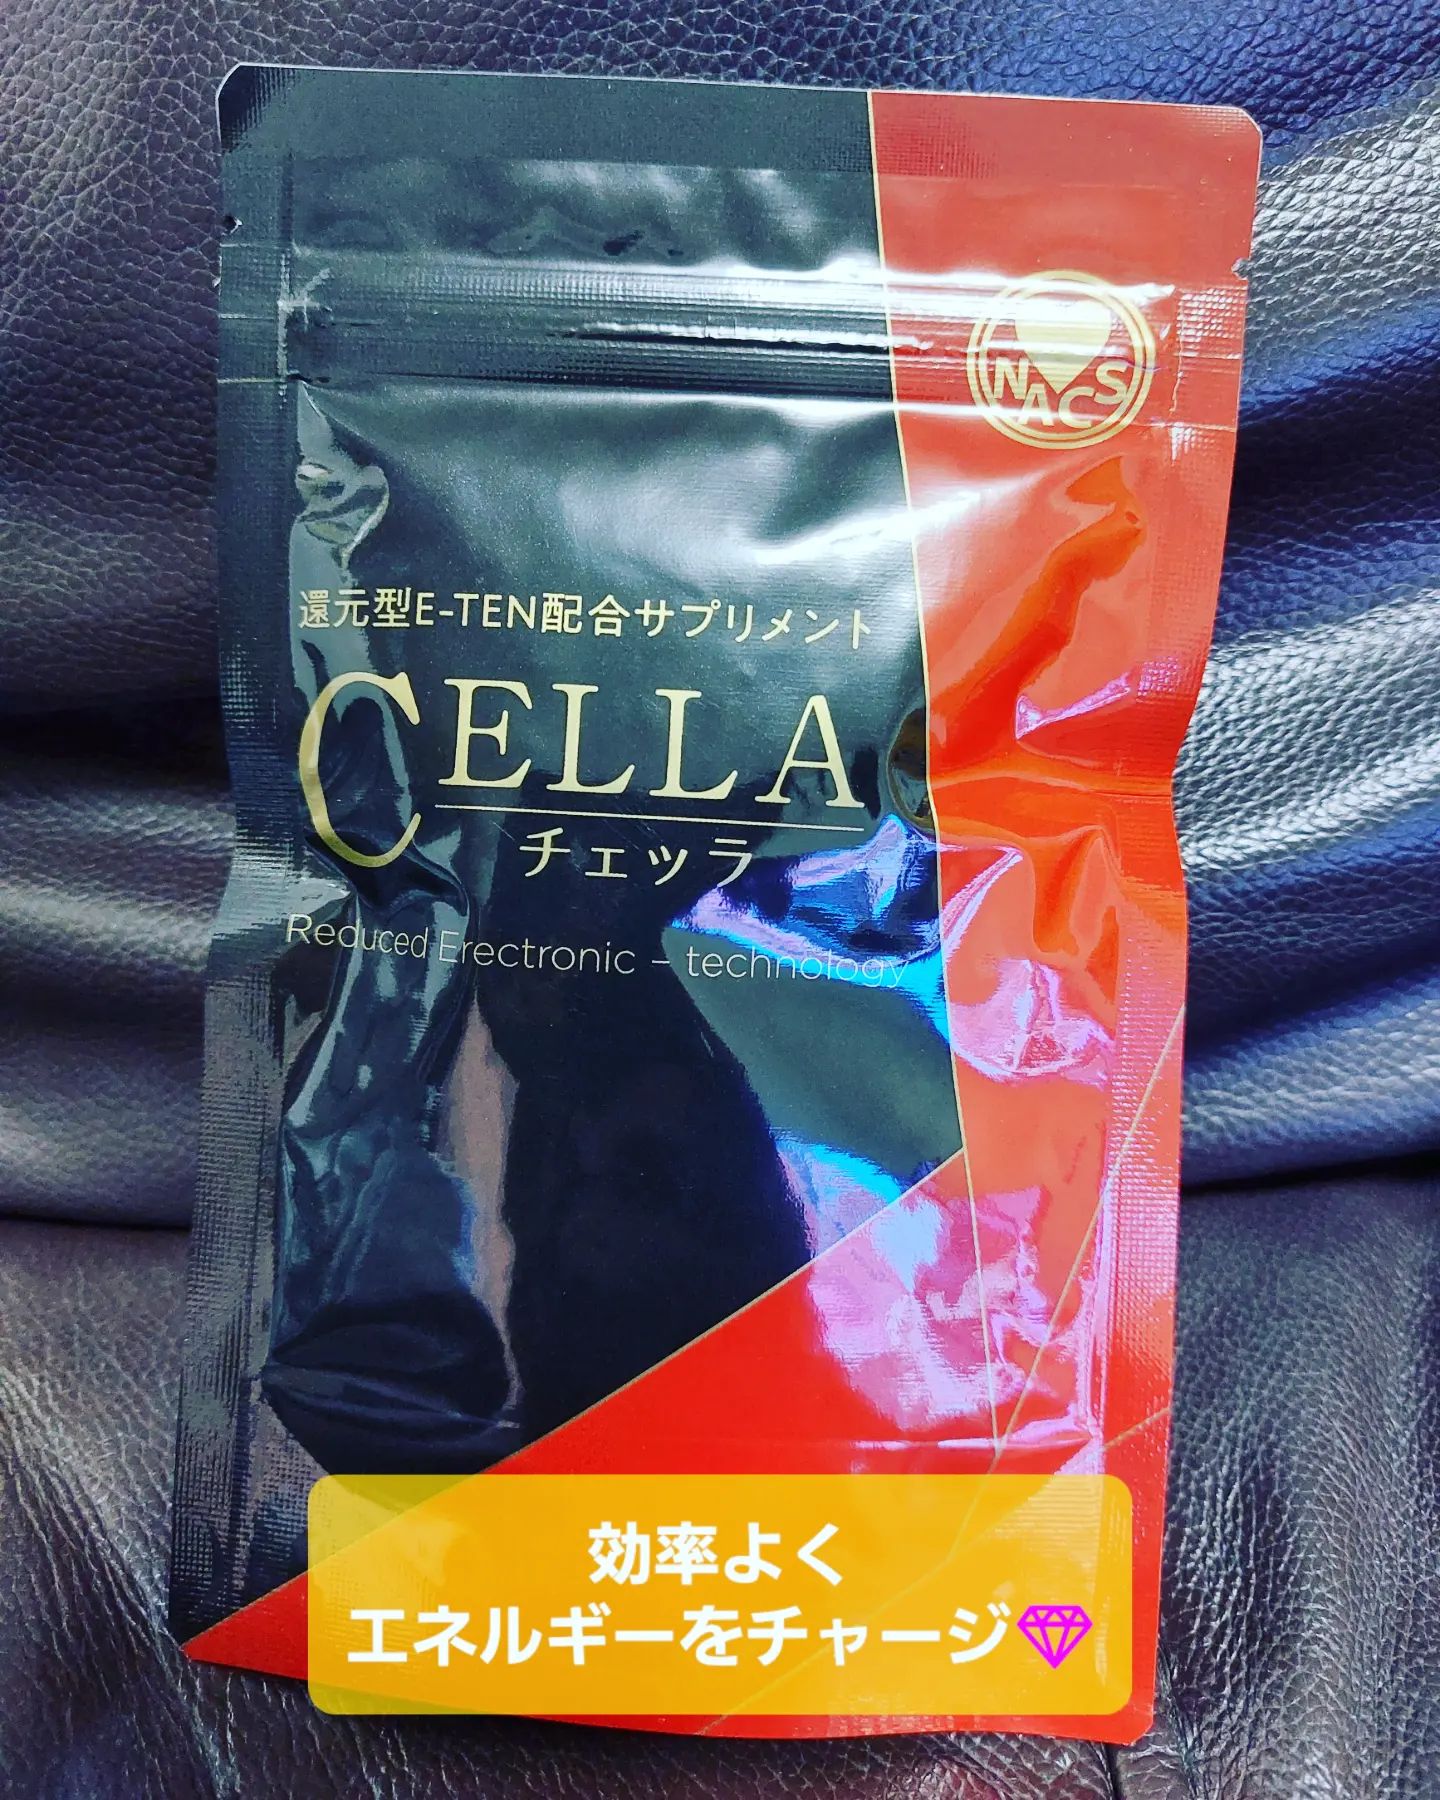 NACS
還元型E-TEN配合サプリメント
CELLA
チェッラ
Reduced Erectronic – technology
効率よく
エネルギーをチャージ